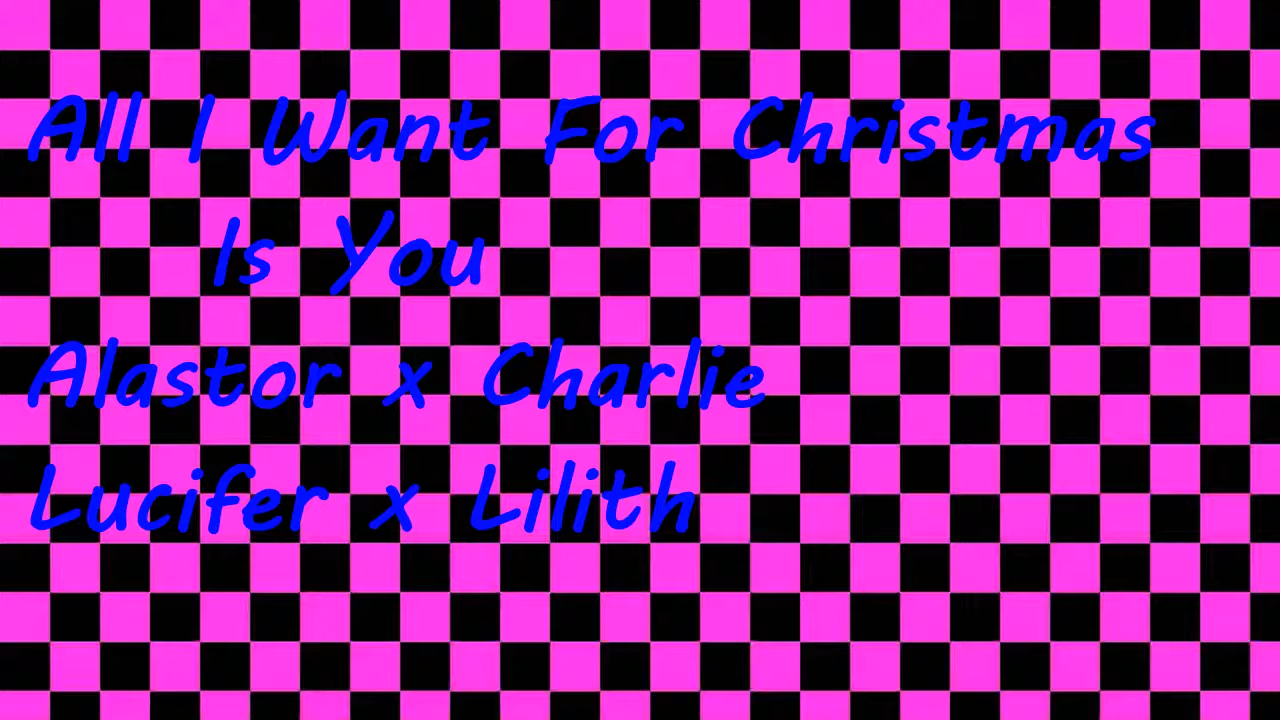 All I Want For Christmas
Is You
Alastor x Charlie
Lucifer x Lilith